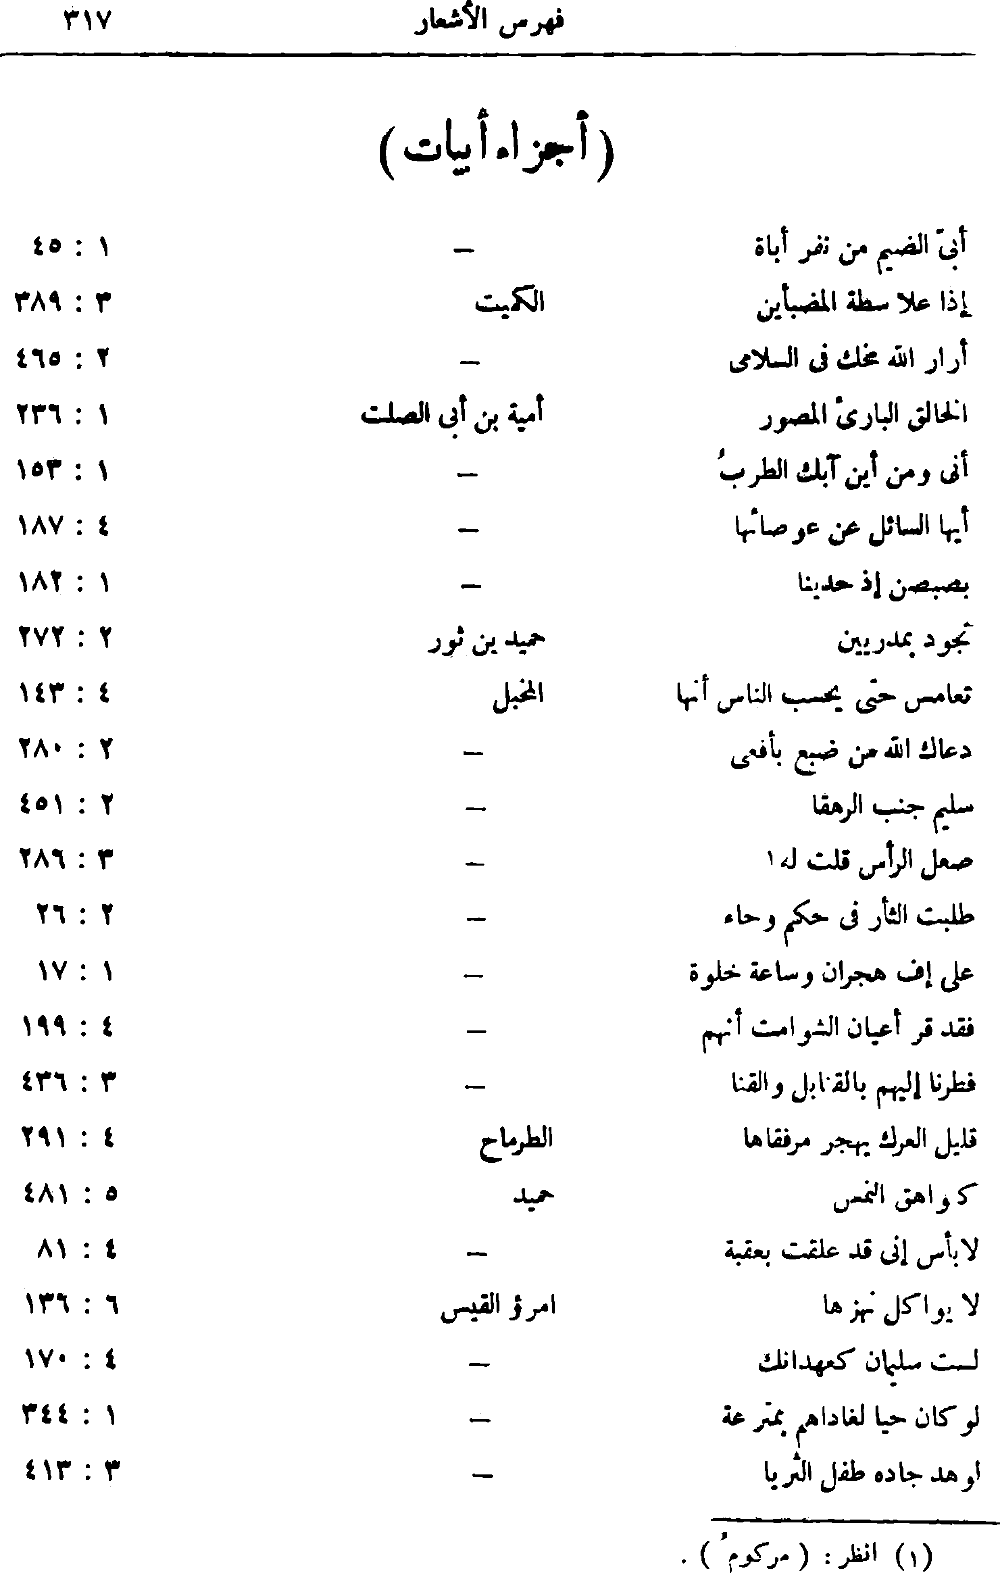 فهرس الأشعار ٣١٧
( أجزاء أبيات )
أبىّ الضيم من نفر أباة — ١ : ٤٥
إذا علا سطة المضبأين الكميت ٣ : ٣٨٩
أرار الله مخك فى السلامى — ٢ : ٤٦٥
الخالق البارئ المصور أمية بن أبى الصلت ١ : ٢٣٦
أنى ومن أين آبك الطربُ — ١ : ١٥٣
أيها السائل عن عوصائها — ٤ : ١٨٧
بصبصن إذ حدينا — ١ : ١٨٢
تجود بمدريين حميد بن ثور ٢ : ٢٧٢
تعامس حتى يحسب الناس أنها المخبل ٤ : ١٤٣
دعاك الله من ضبع بأفعى — ٢ : ٢٨٠
سليم جنب الرهقا — ٢ : ٤٥١
صعل الرأس قلت له١ — ٣ : ٢٨٦
طلبت الثأر فى حكم وحاء — ٢ : ٢٦
على إف هجران وساعة خلوة — ١ : ١٧
فقد قر أعيان الشوامت أنهم — ٤ : ١٩٩
فطرنا إليهم بالقنابل والقنا — ٣ : ٤٣٦
قليل العرك يهجر مرفقاها الطرماح ٤ : ٢٩١
كواهق النمس حميد ٥ : ٤٨١
لابأس إنى قد علقت بعقبة — ٤ : ٨١
لا يواكل نهزها امرؤ القيس ٦ : ١٣٦
لست سليمان كعهدانك — ٤ : ١٧٠
لو كان حيا لغاداهم بمترعة — ١ : ٣٤٤
اوهد جاده طفل الثريا — ٣ : ٤١٣
(١) انظر : ( مركومُ ) .